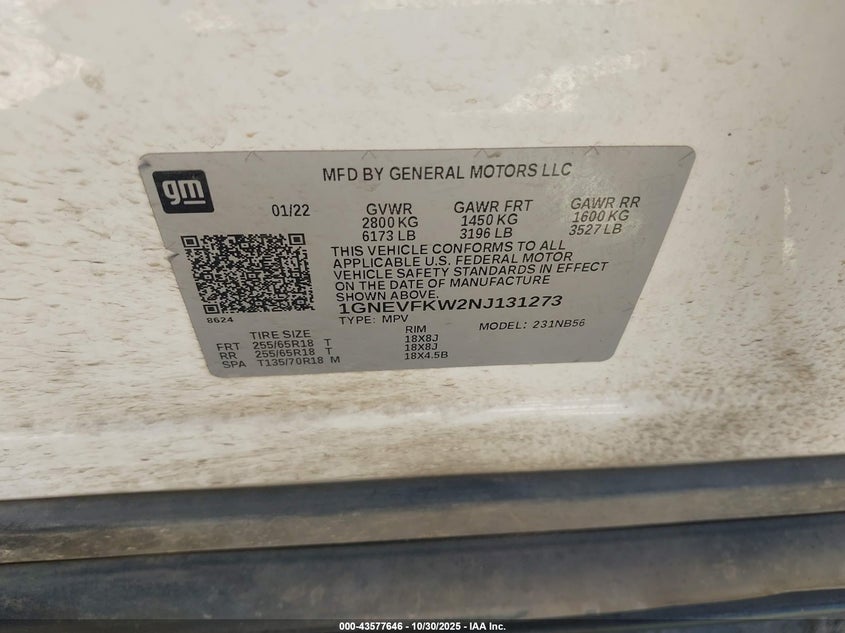 gm
MFD BY GENERAL MOTORS LLC
01/22 GVWR GAWR FRT GAWR RR
2800 KG 1450 KG 1600 KG
6173 LB 3196 LB 3527 LB
THIS VEHICLE CONFORMS TO ALL
APPLICABLE U.S. FEDERAL MOTOR
VEHICLE SAFETY STANDARDS IN EFFECT
ON THE DATE OF MANUFACTURE
SHOWN ABOVE.
1GNEVFKW2NJ131273
8624
TYPE: MPV MODEL: 231NB56
TIRE SIZE RIM
FRT 255/65R18 T 18X8J
RR 255/65R18 T 18X8J
SPA T135/70R18 M 18X4.5B
000-43577646 - 10/30/2025 - IAA Inc.